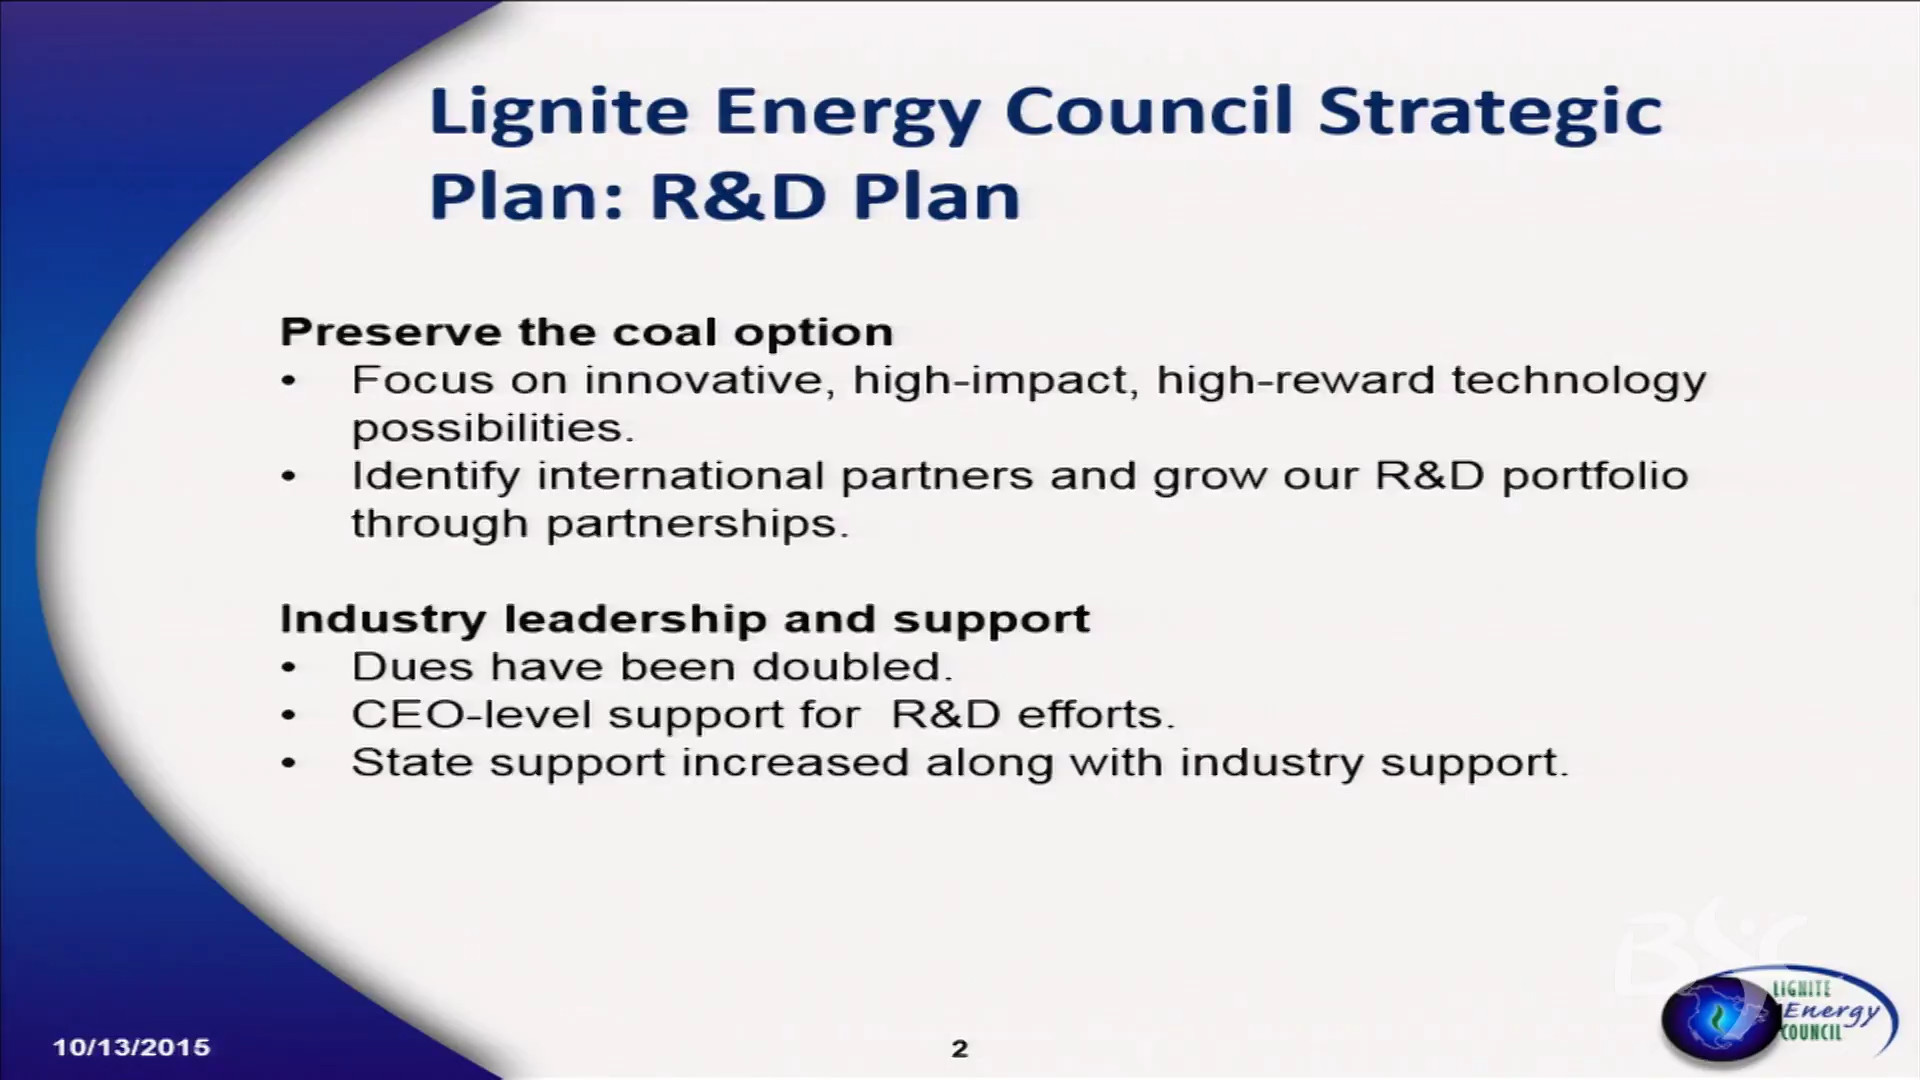 Lignite Energy Council Strategic
Plan: R&D Plan
Preserve the coal option
• Focus on innovative, high-impact, high-reward technology
possibilities.
• Identify international partners and grow our R&D portfolio
through partnerships.
Industry leadership and support
• Dues have been doubled.
• CEO-level support for  R&D efforts.
• State support increased along with industry support.
BSC
LIGNITE
Energy
COUNCIL
10/13/2015
2